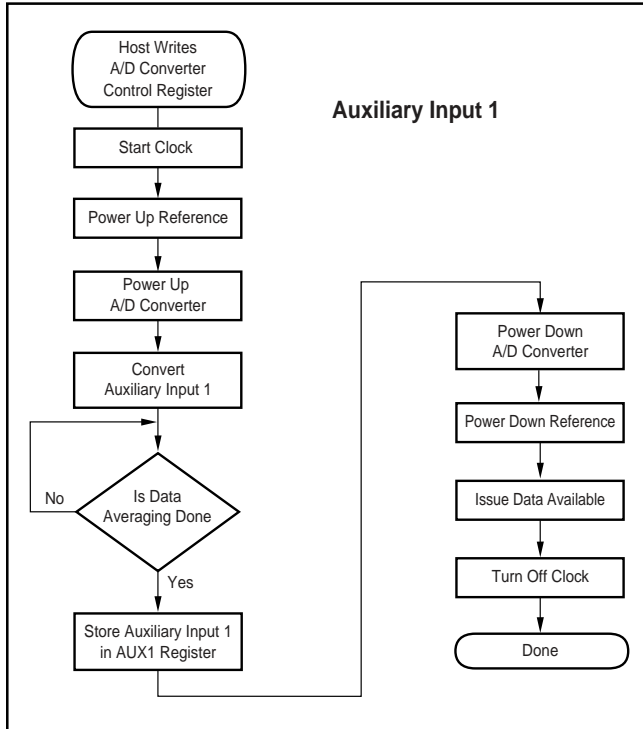 Host Writes
A/D Converter
Control Register
Auxiliary Input 1
Start Clock
Power Up Reference
Power Up
A/D Converter
Convert
Auxiliary Input 1
No
Is Data
Averaging Done
Yes
Store Auxiliary Input 1
in AUX1 Register
Power Down
A/D Converter
Power Down Reference
Issue Data Available
Turn Off Clock
Done